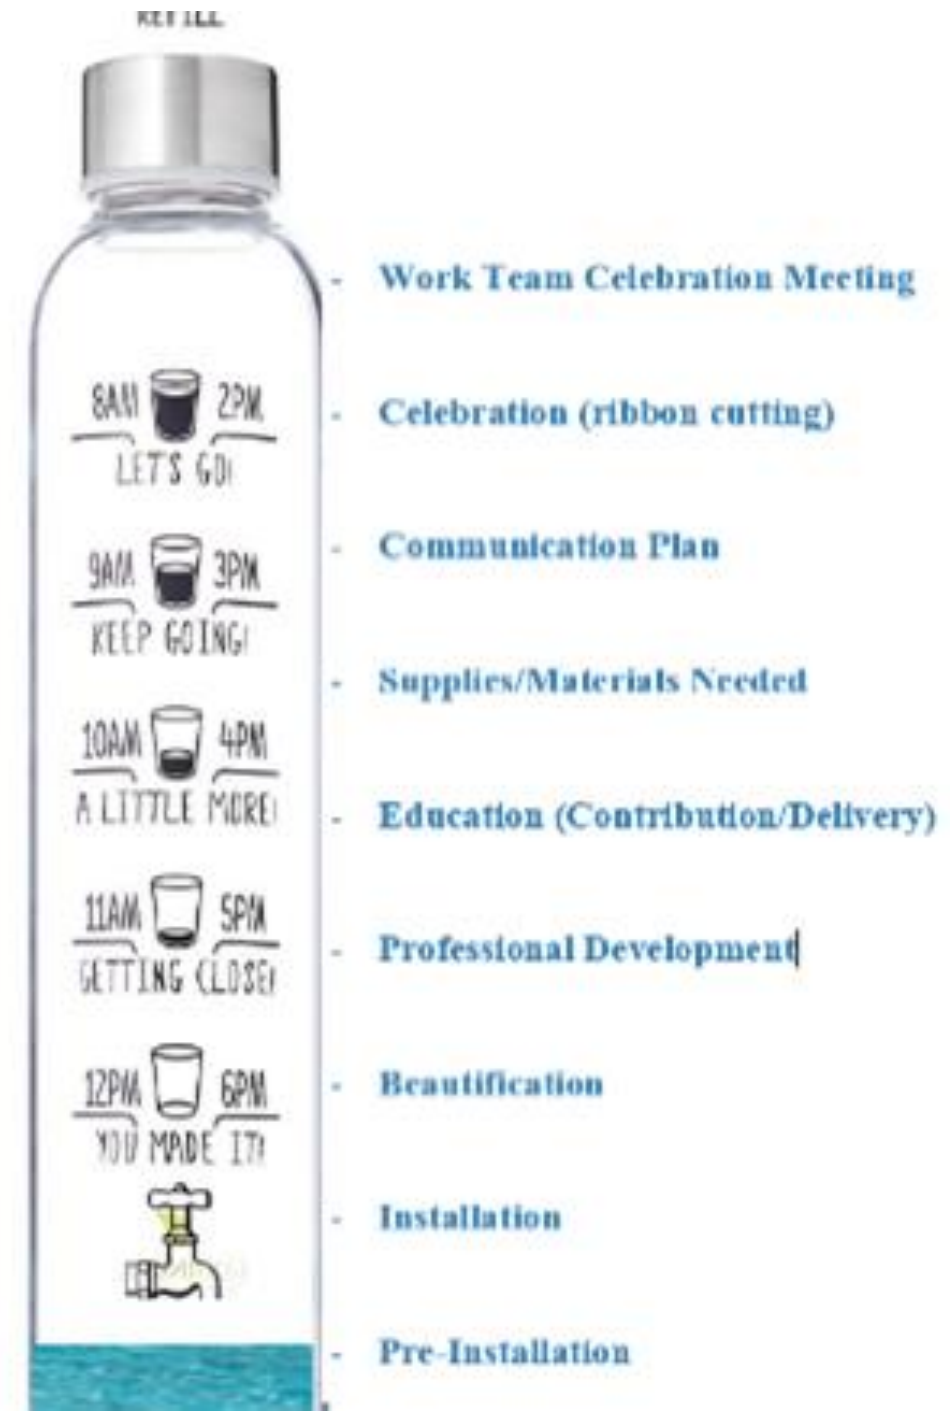 REFILL
Work Team Celebration Meeting
8AM 2PM
LET'S GO!
Celebration (ribbon cutting)
9AM 3PM
KEEP GOING!
Communication Plan
Supplies/Materials Needed
10AM 4PM
A LITTLE MORE!
Education (Contribution/Delivery)
11AM 5PM
GETTING CLOSE!
Professional Development
12PM 6PM
YOU MADE IT!
Beautification
Installation
Pre-Installation